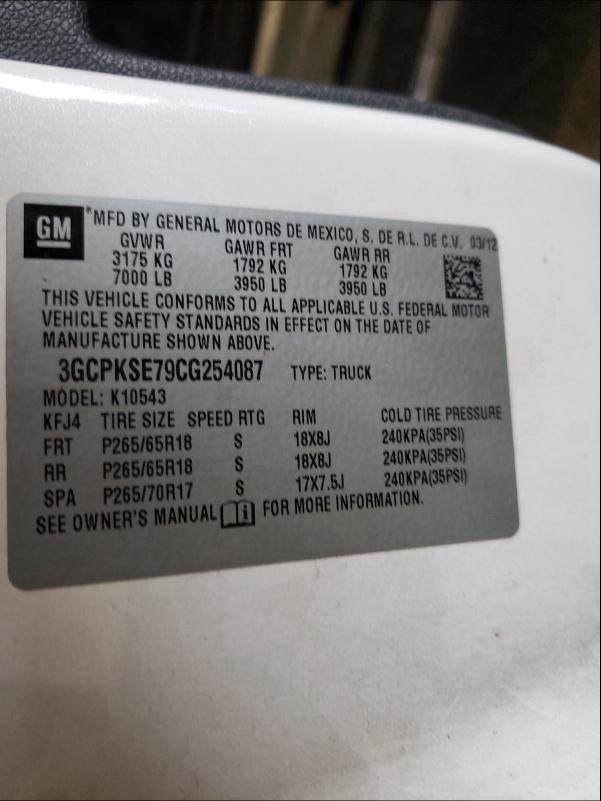 GM *MFD BY GENERAL MOTORS DE MEXICO, S. DE R.L. DE C.V. 03/12
GVWR GAWR FRT GAWR RR
3175 KG 1792 KG 1792 KG
7000 LB 3950 LB 3950 LB
THIS VEHICLE CONFORMS TO ALL APPLICABLE U.S. FEDERAL MOTOR
VEHICLE SAFETY STANDARDS IN EFFECT ON THE DATE OF
MANUFACTURE SHOWN ABOVE.
3GCPKSE79CG254087 TYPE: TRUCK
MODEL: K10543
KFJ4 TIRE SIZE SPEED RTG RIM COLD TIRE PRESSURE
FRT P265/65R18 S 18X8J 240KPA(35PSI)
RR P265/65R18 S 18X8J 240KPA(35PSI)
SPA P265/70R17 S 17X7.5J 240KPA(35PSI)
SEE OWNER'S MANUAL i FOR MORE INFORMATION.